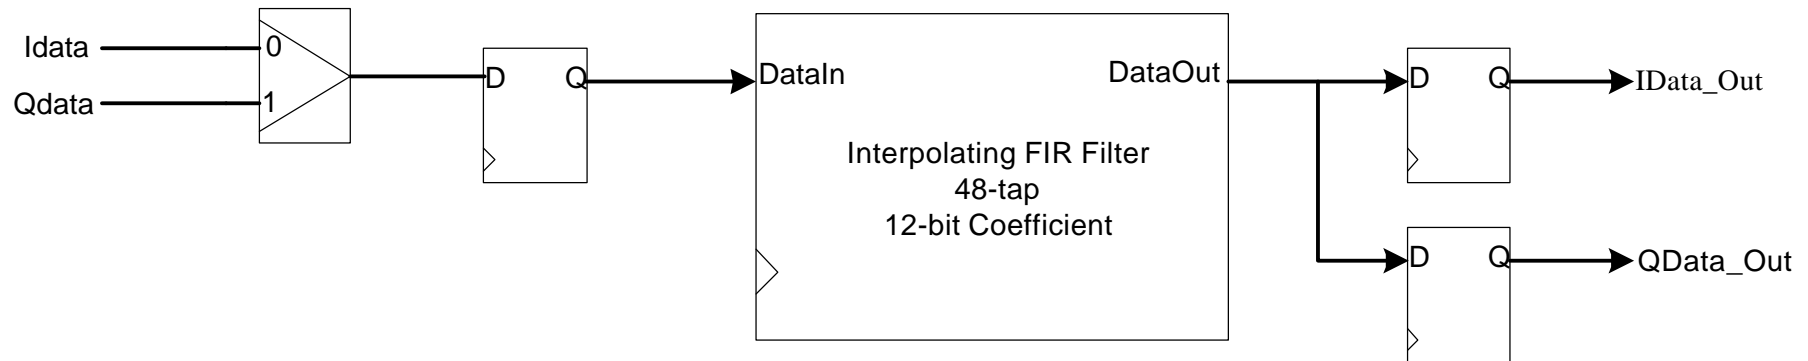 Idata
0
Qdata
1
D Q
DataIn
DataOut
Interpolating FIR Filter
48-tap
12-bit Coefficient
D Q
IData_Out
D Q
QData_Out